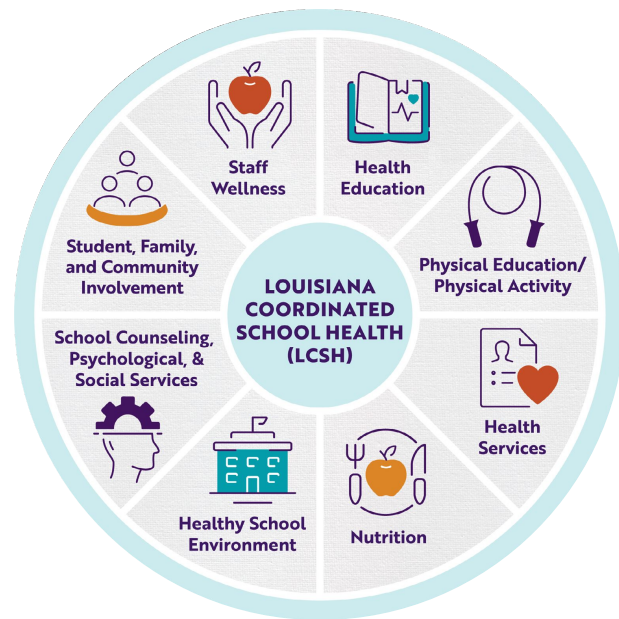 Staff
Wellness
Health
Education
Physical Education/
Physical Activity
Health
Services
Nutrition
Healthy School
Environment
School Counseling,
Psychological, &
Social Services
Student, Family,
and Community
Involvement
LOUISIANA
COORDINATED
SCHOOL HEALTH
(LCSH)